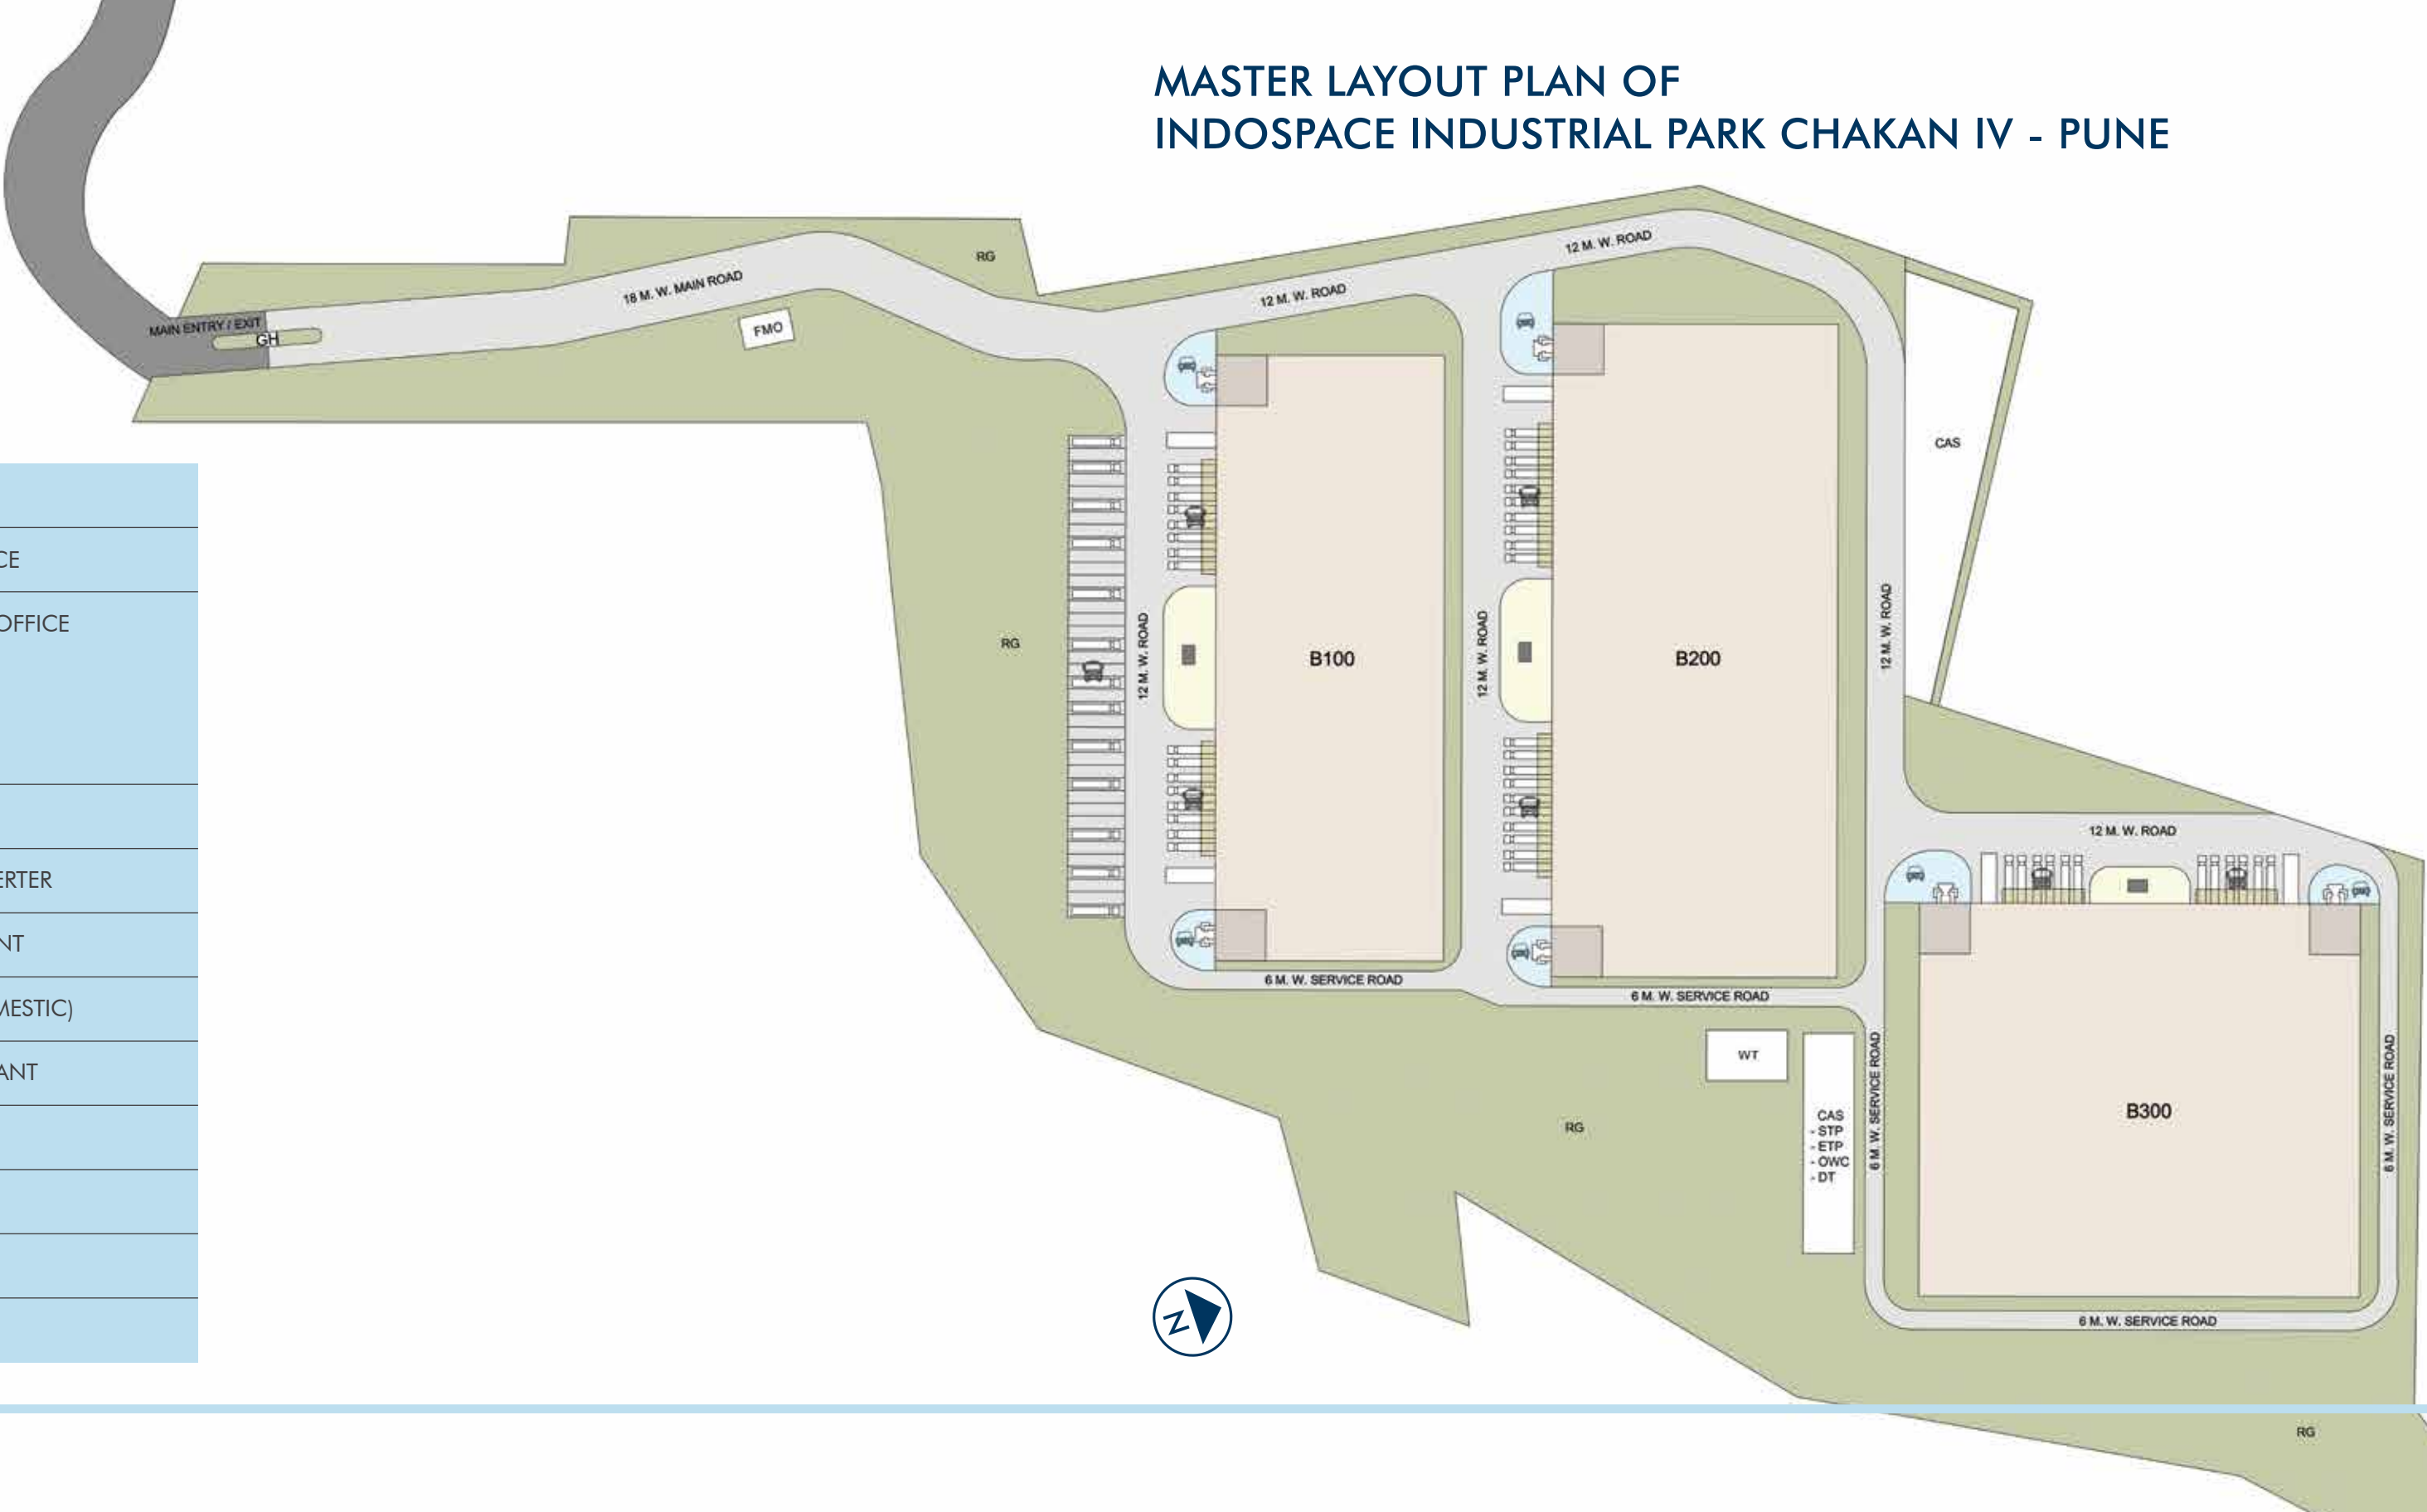 MASTER LAYOUT PLAN OF
INDOSPACE INDUSTRIAL PARK CHAKAN IV - PUNE
12 M. W. ROAD
RG
18 M. W. MAIN ROAD
12 M. W. ROAD
MAIN ENTRY / EXIT
GH
FMO
CAS
CE
OFFICE
ERTER
NT
MESTIC)
ANT
RG
12 M. W. ROAD
B100
12 M. W. ROAD
B200
12 M. W. ROAD
12 M. W. ROAD
6 M. W. SERVICE ROAD
6 M. W. SERVICE ROAD
WT
CAS
- STP
- ETP
- OWC
- DT
6 M. W. SERVICE ROAD
B300
6 M. W. SERVICE ROAD
RG
6 M. W. SERVICE ROAD
N
RG